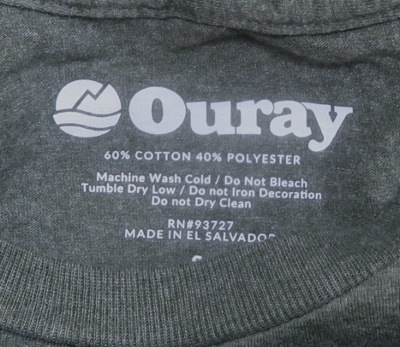 Ouray
60% COTTON 40% POLYESTER
Machine Wash Cold / Do Not Bleach
Tumble Dry Low / Do not Iron Decoration
Do not Dry Clean
RN#93727
MADE IN EL SALVADOR